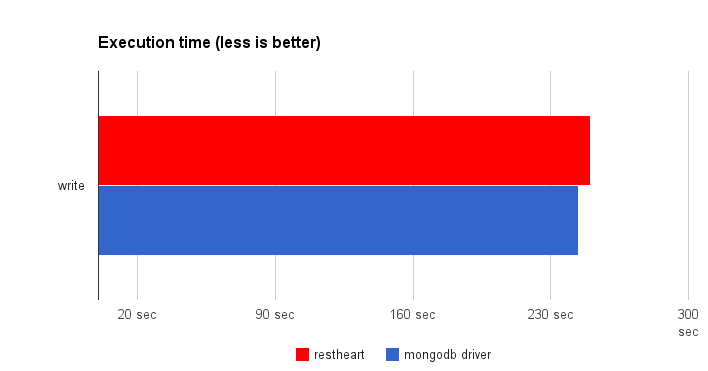 Execution time (less is better)
write
20 sec
90 sec
160 sec
230 sec
300
sec
restheart
mongodb driver